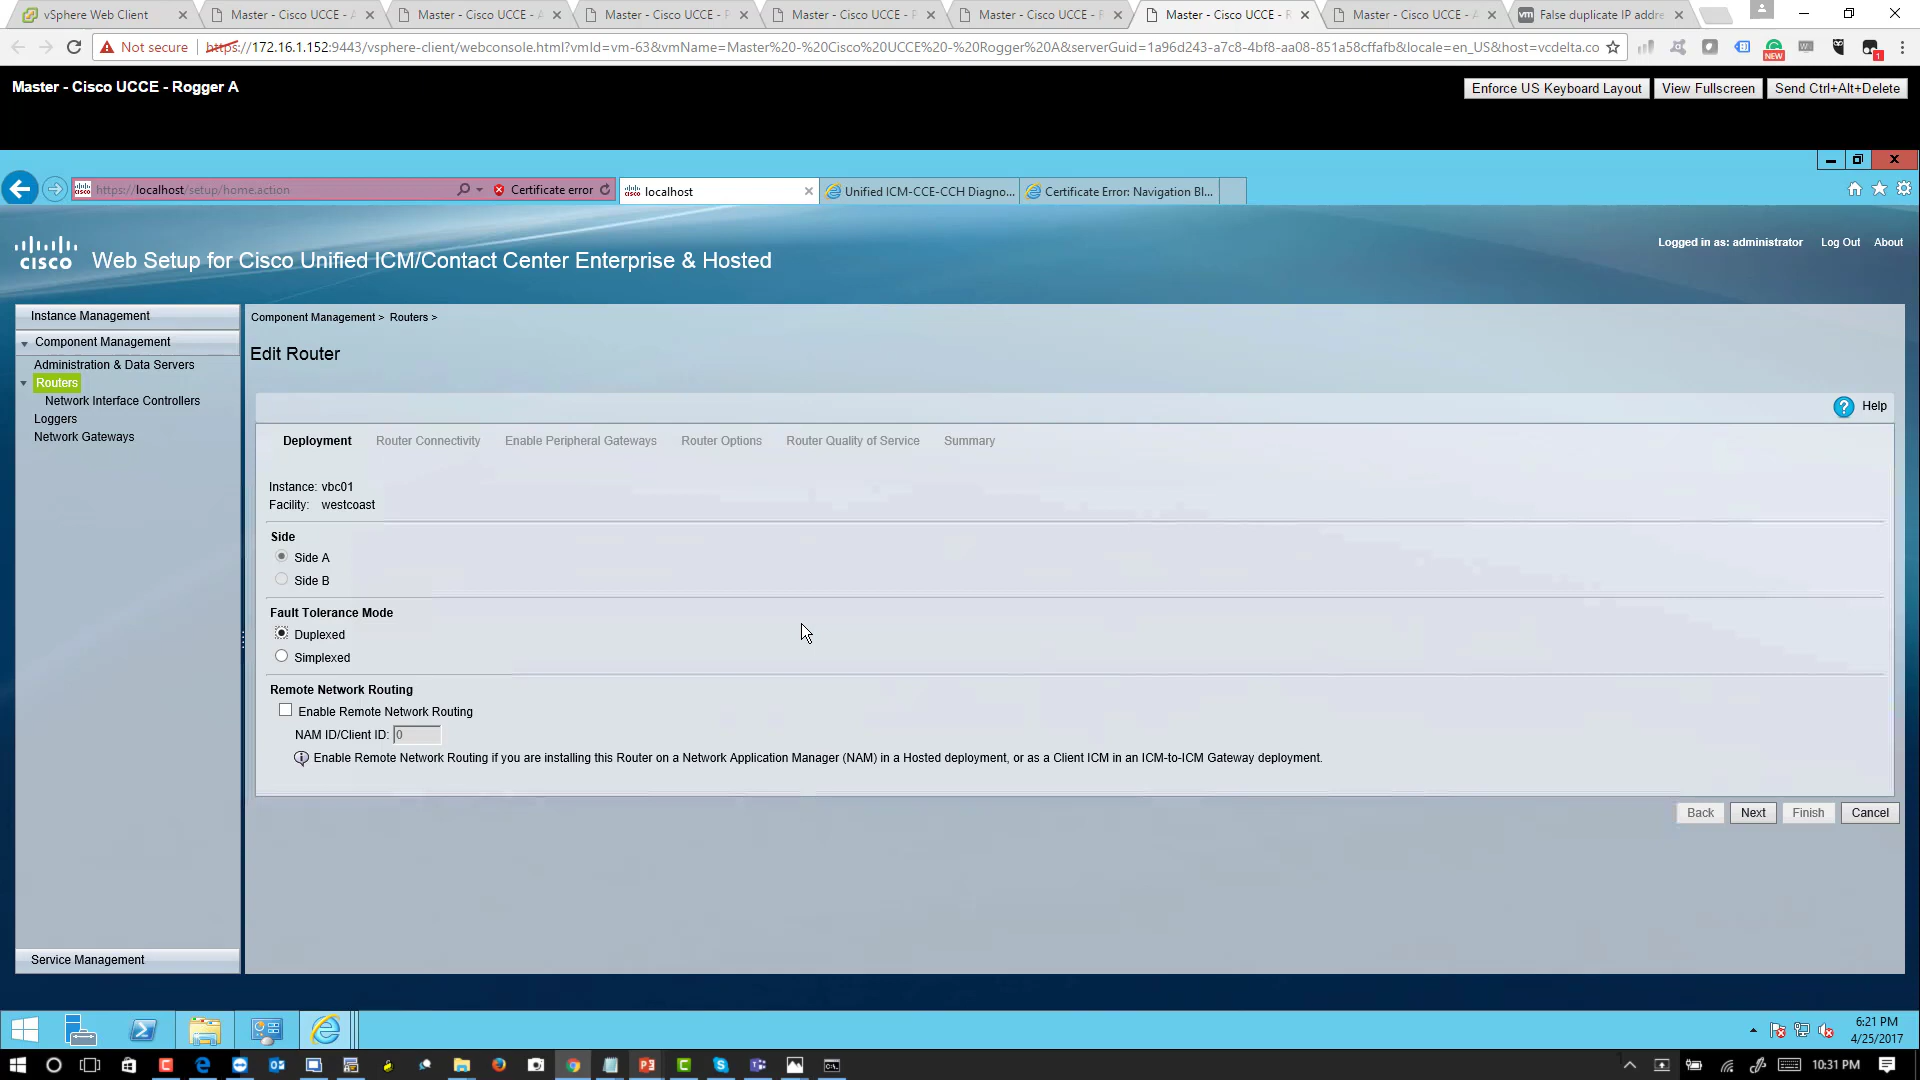 vSphere Web Client
Master - Cisco UCCE - A
Master - Cisco UCCE - A
Master - Cisco UCCE - P
Master - Cisco UCCE - P
Master - Cisco UCCE - P
Master - Cisco UCCE - R
Master - Cisco UCCE - A
vm False duplicate IP addre
Not secure https://172.16.1.152:9443/vsphere-client/webconsole.html?vmId=vm-63&vmName=Master%20-%20Cisco%20UCCE%20-%20Rogger%20A&serverGuid=1a96d243-a7c8-4bf8-aa08-851a58cffafb&locale=en_US&host=vcdelta.co
NEW
1
Master - Cisco UCCE - Rogger A
Enforce US Keyboard Layout
View Fullscreen
Send Ctrl+Alt+Delete
https://localhost/setup/home.action
Certificate error
localhost
Unified ICM-CCE-CCH Diagno...
Certificate Error: Navigation Bl...
CISCO
Web Setup for Cisco Unified ICM/Contact Center Enterprise & Hosted
Logged in as: administrator
Log Out
About
Instance Management
Component Management
Administration & Data Servers
Routers
Network Interface Controllers
Loggers
Network Gateways
Service Management
Component Management > Routers >
Edit Router
? Help
Deployment
Router Connectivity
Enable Peripheral Gateways
Router Options
Router Quality of Service
Summary
Instance: vbc01
Facility: westcoast
Side
Side A
Side B
Fault Tolerance Mode
Duplexed
Simplexed
Remote Network Routing
Enable Remote Network Routing
NAM ID/Client ID: 0
Enable Remote Network Routing if you are installing this Router on a Network Application Manager (NAM) in a Hosted deployment, or as a Client ICM in an ICM-to-ICM Gateway deployment.
Back
Next
Finish
Cancel
6:21 PM
4/25/2017
10:31 PM